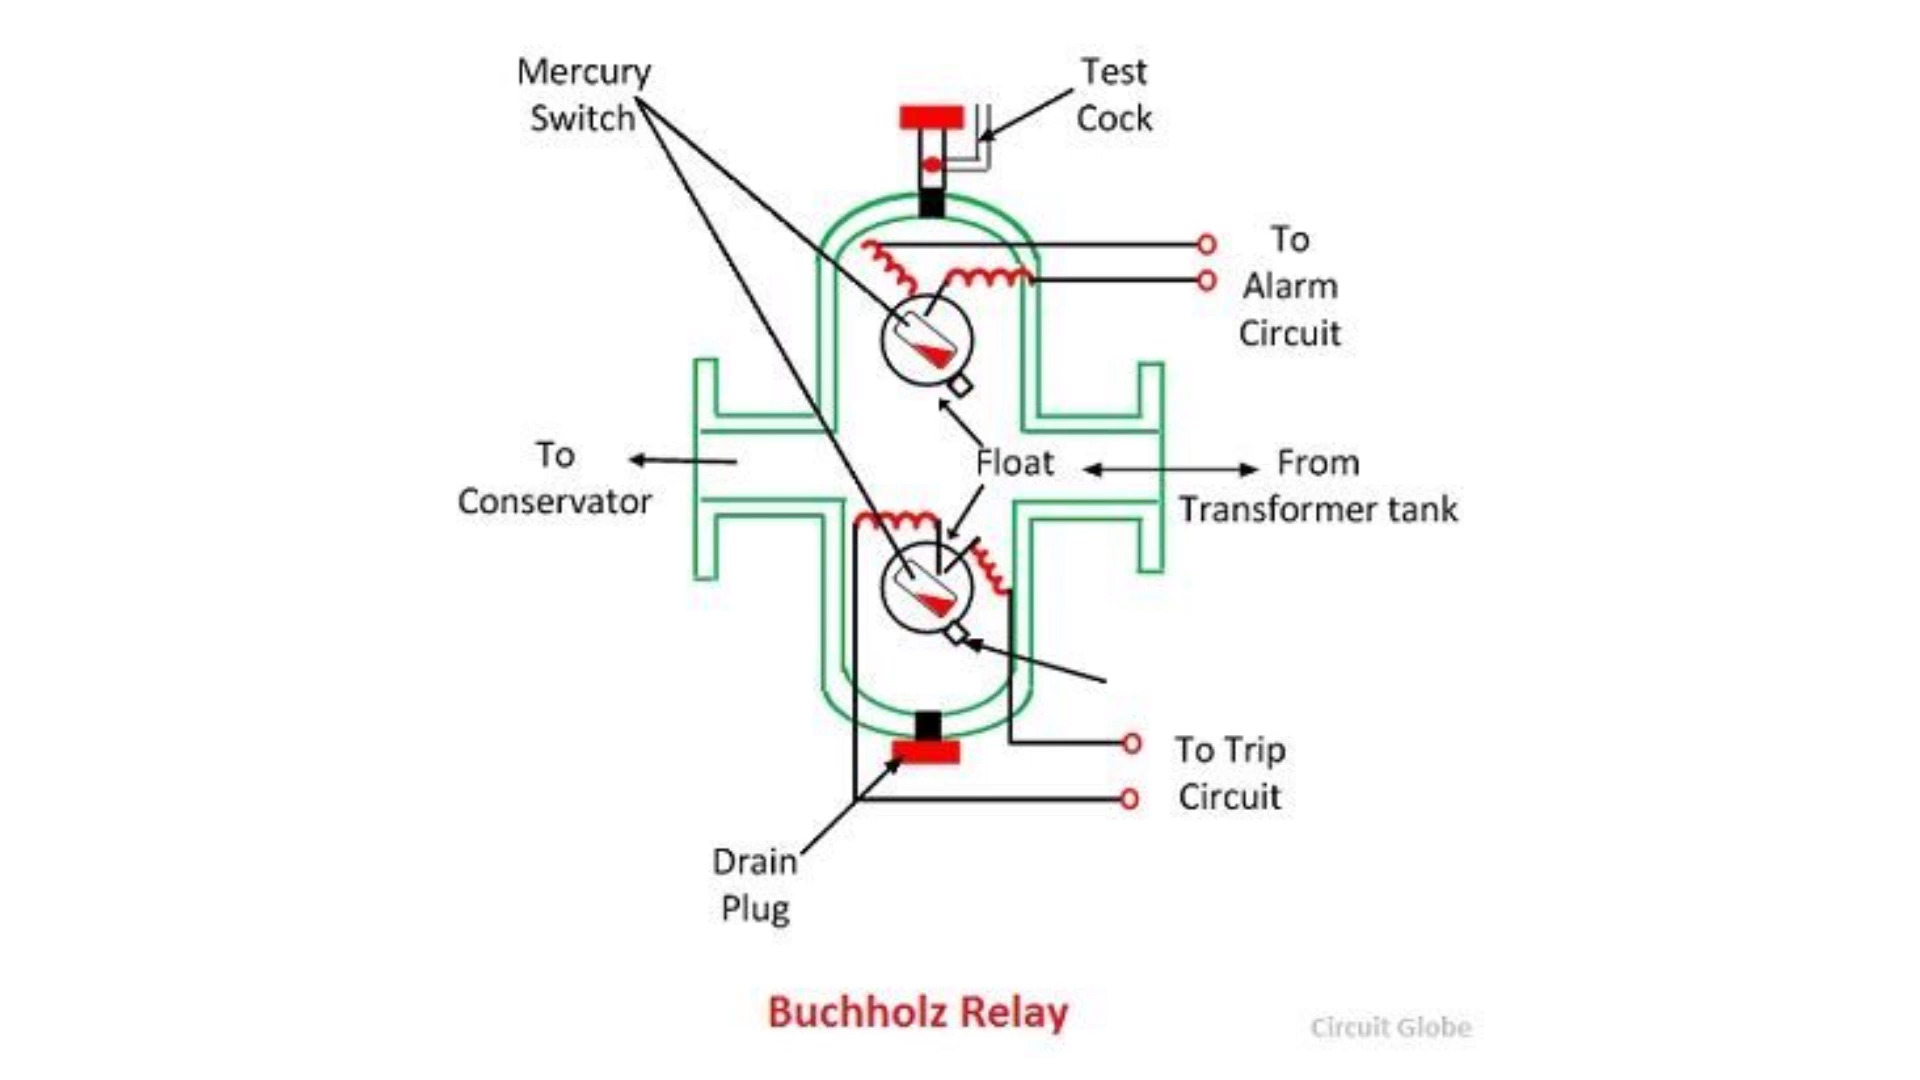 Mercury
Switch
Test
Cock
To
Alarm
Circuit
To
Conservator
Float
From
Transformer tank
To Trip
Circuit
Drain
Plug
Buchholz Relay
Circuit Globe